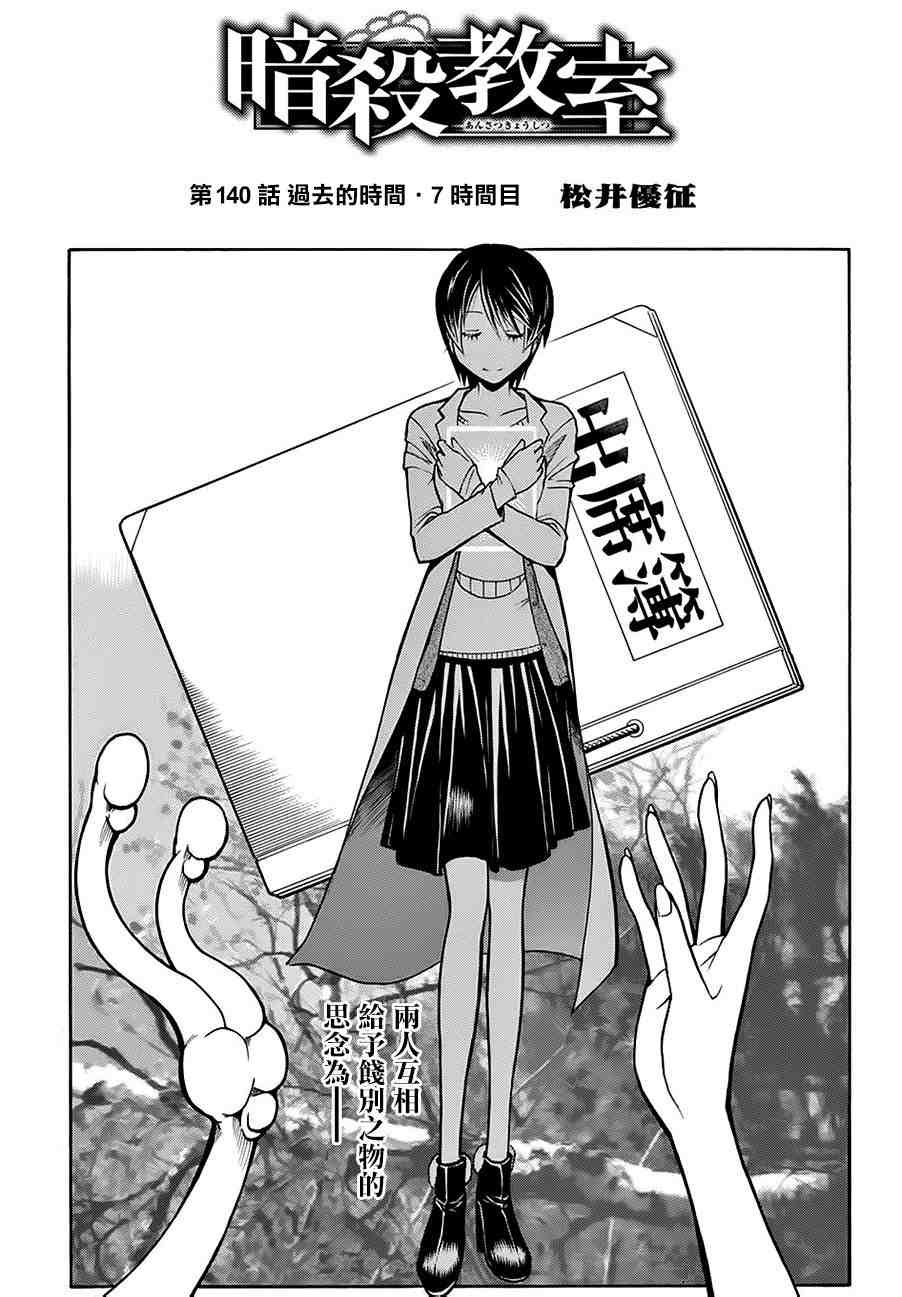 暗殺教室
あんさつきょうしつ
第140話 過去的時間・7時間目 松井優征
出席簿
兩人互相
給予餞別之物的
思念為——